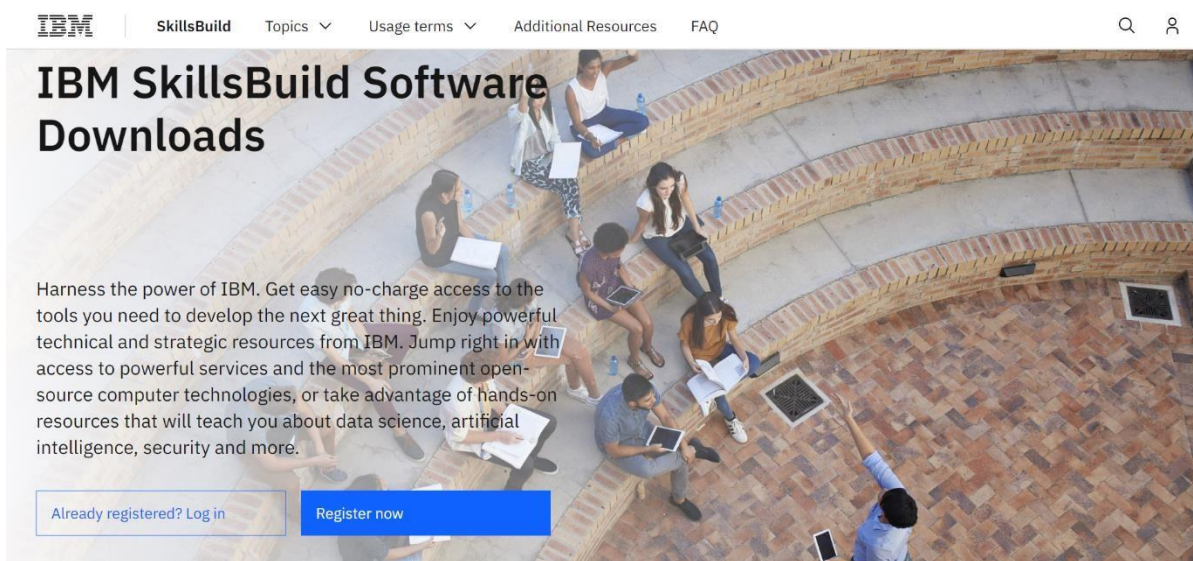 IBM SkillsBuild Topics Usage terms Additional Resources FAQ
IBM SkillsBuild Software
Downloads
Harness the power of IBM. Get easy no-charge access to the
tools you need to develop the next great thing. Enjoy powerful
technical and strategic resources from IBM. Jump right in with
access to powerful services and the most prominent open-
source computer technologies, or take advantage of hands-on
resources that will teach you about data science, artificial
intelligence, security and more.
Already registered? Log in Register now